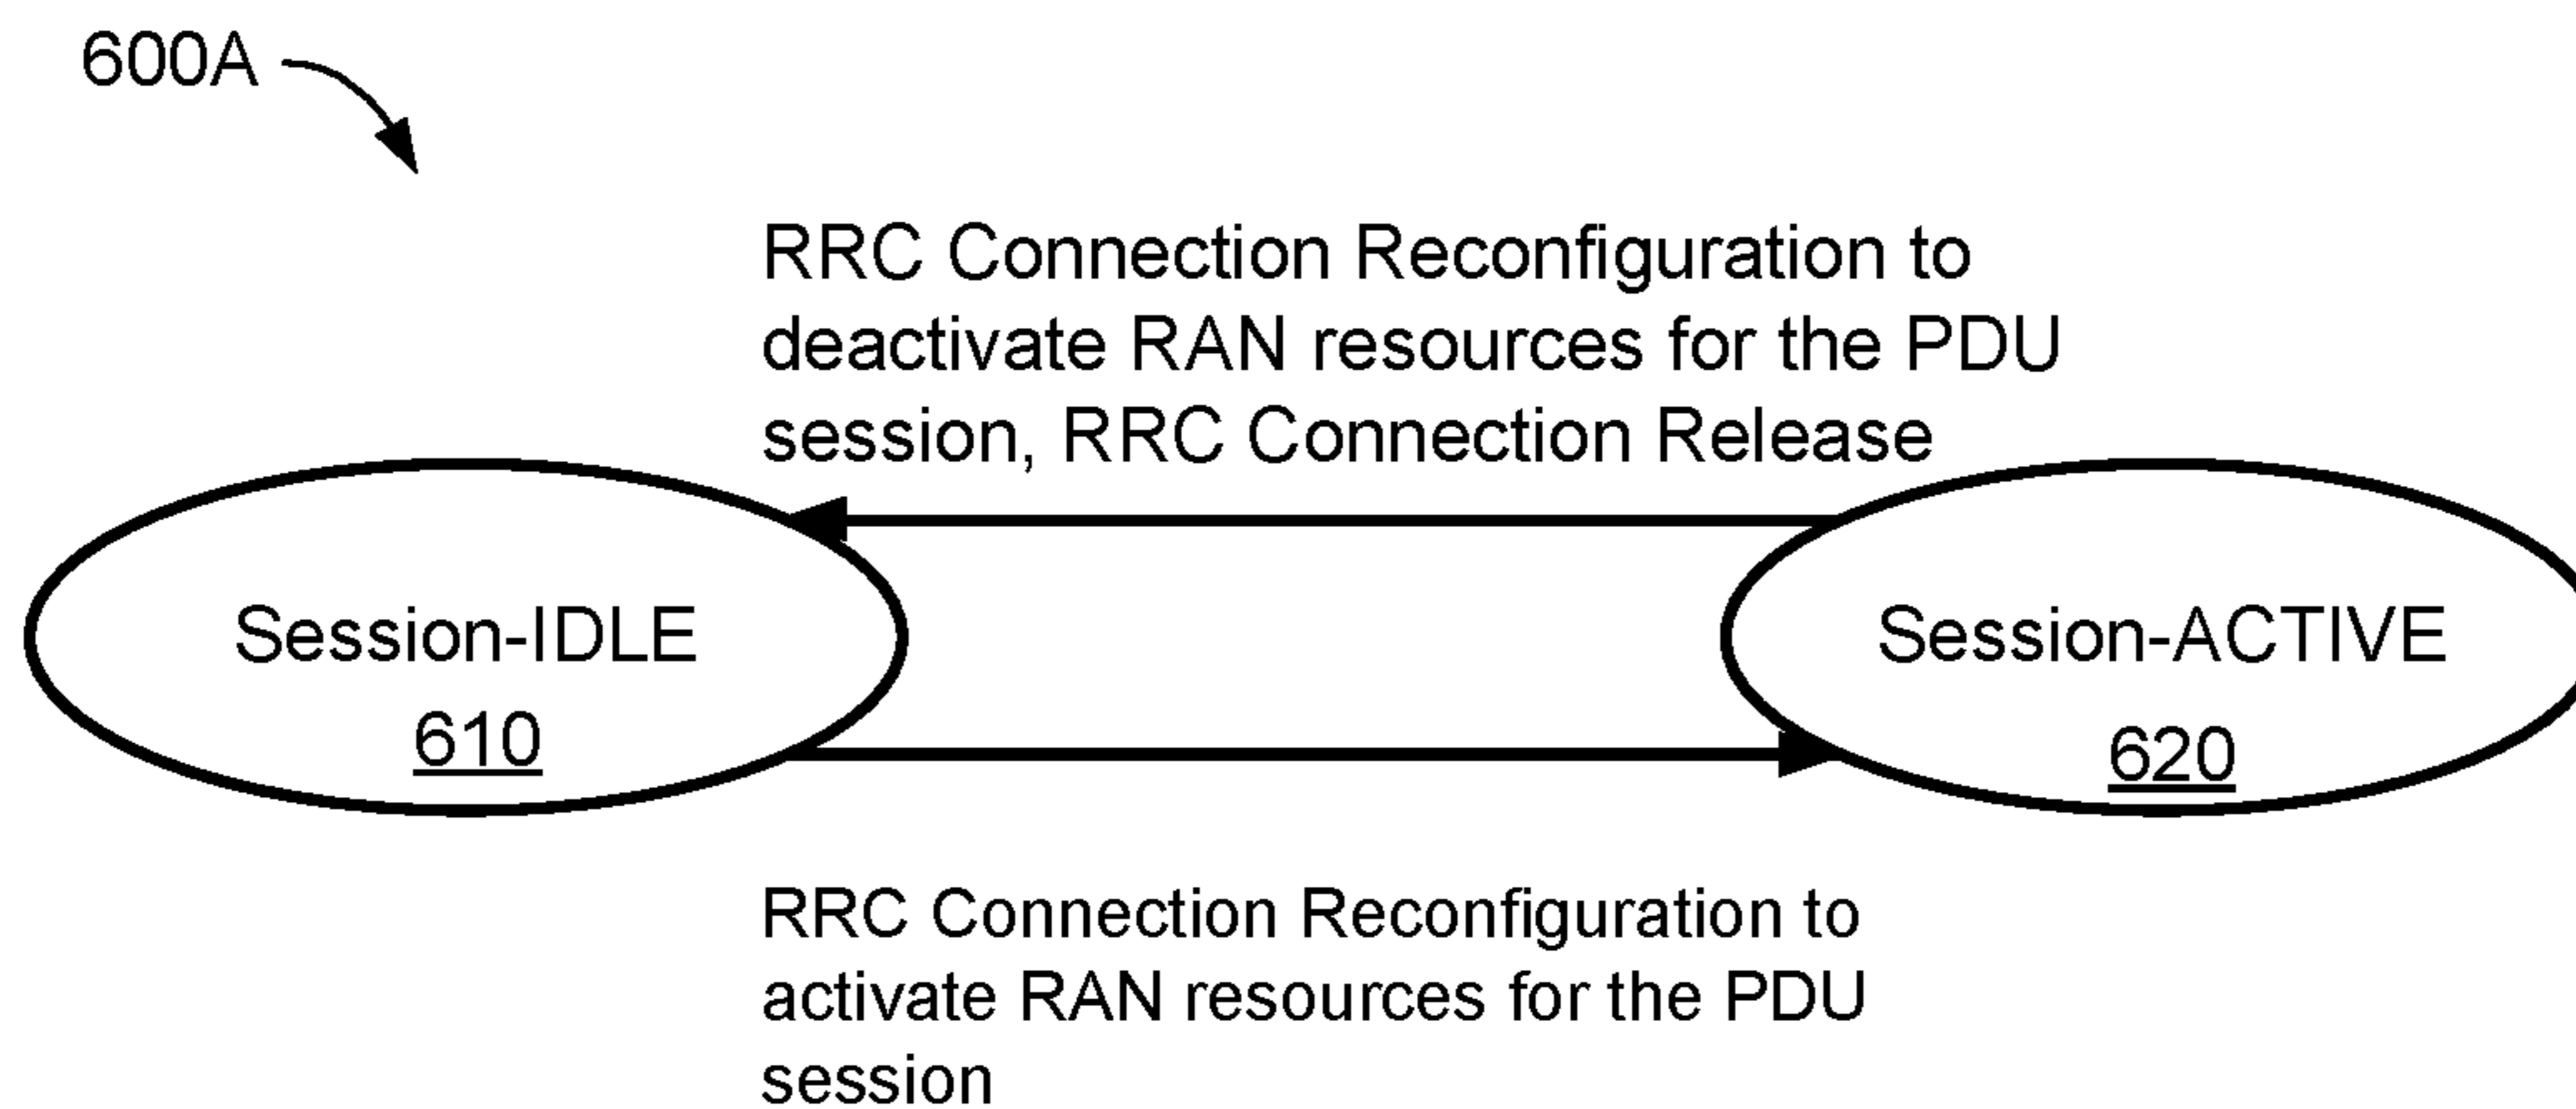 600A
RRC Connection Reconfiguration to
deactivate RAN resources for the PDU
session, RRC Connection Release
Session-IDLE
610
Session-ACTIVE
620
RRC Connection Reconfiguration to
activate RAN resources for the PDU
session